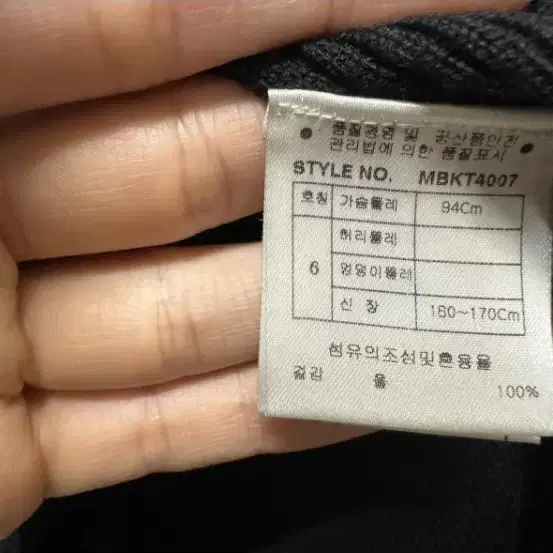 품질경영 및 공산품안전
관리법에 의한 품질표시
STYLE NO. MBKT4007
호칭 가슴둘레 94Cm
허리둘레
6 엉덩이둘레
신 장 160~170Cm
섬유의조성및혼용율
겉감 울 100%